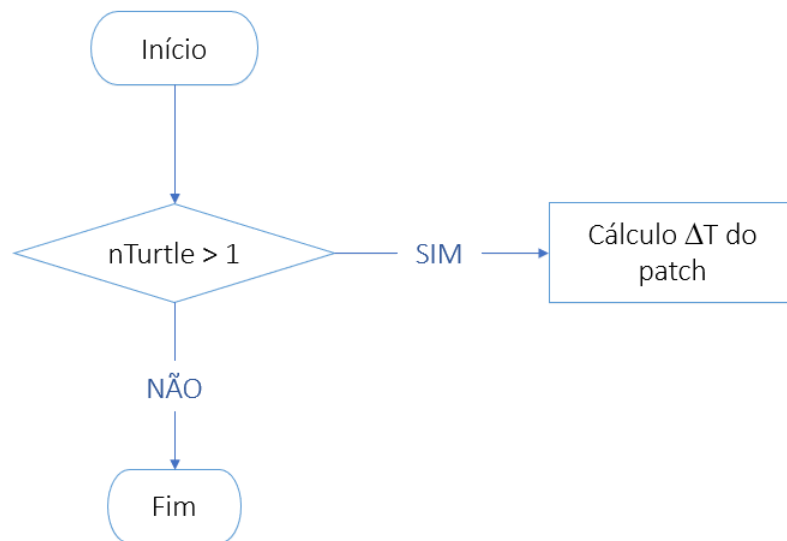 Início
nTurtle > 1
SIM
Cálculo ΔT do
patch
NÃO
Fim